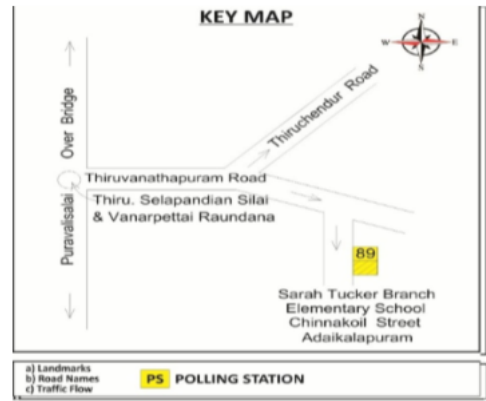 KEY MAP
N
W E
S
Over Bridge
Puravalisalai
Thiruchendur Road
Thiruvanathapuram Road
Thiru. Selapandian Silai
& Vanarpettai Raundana
89
Sarah Tucker Branch
Elementary School
Chinnakoil Street
Adaikalapuram
a) Landmarks
b) Road Names
c) Traffic Flow
PS POLLING STATION